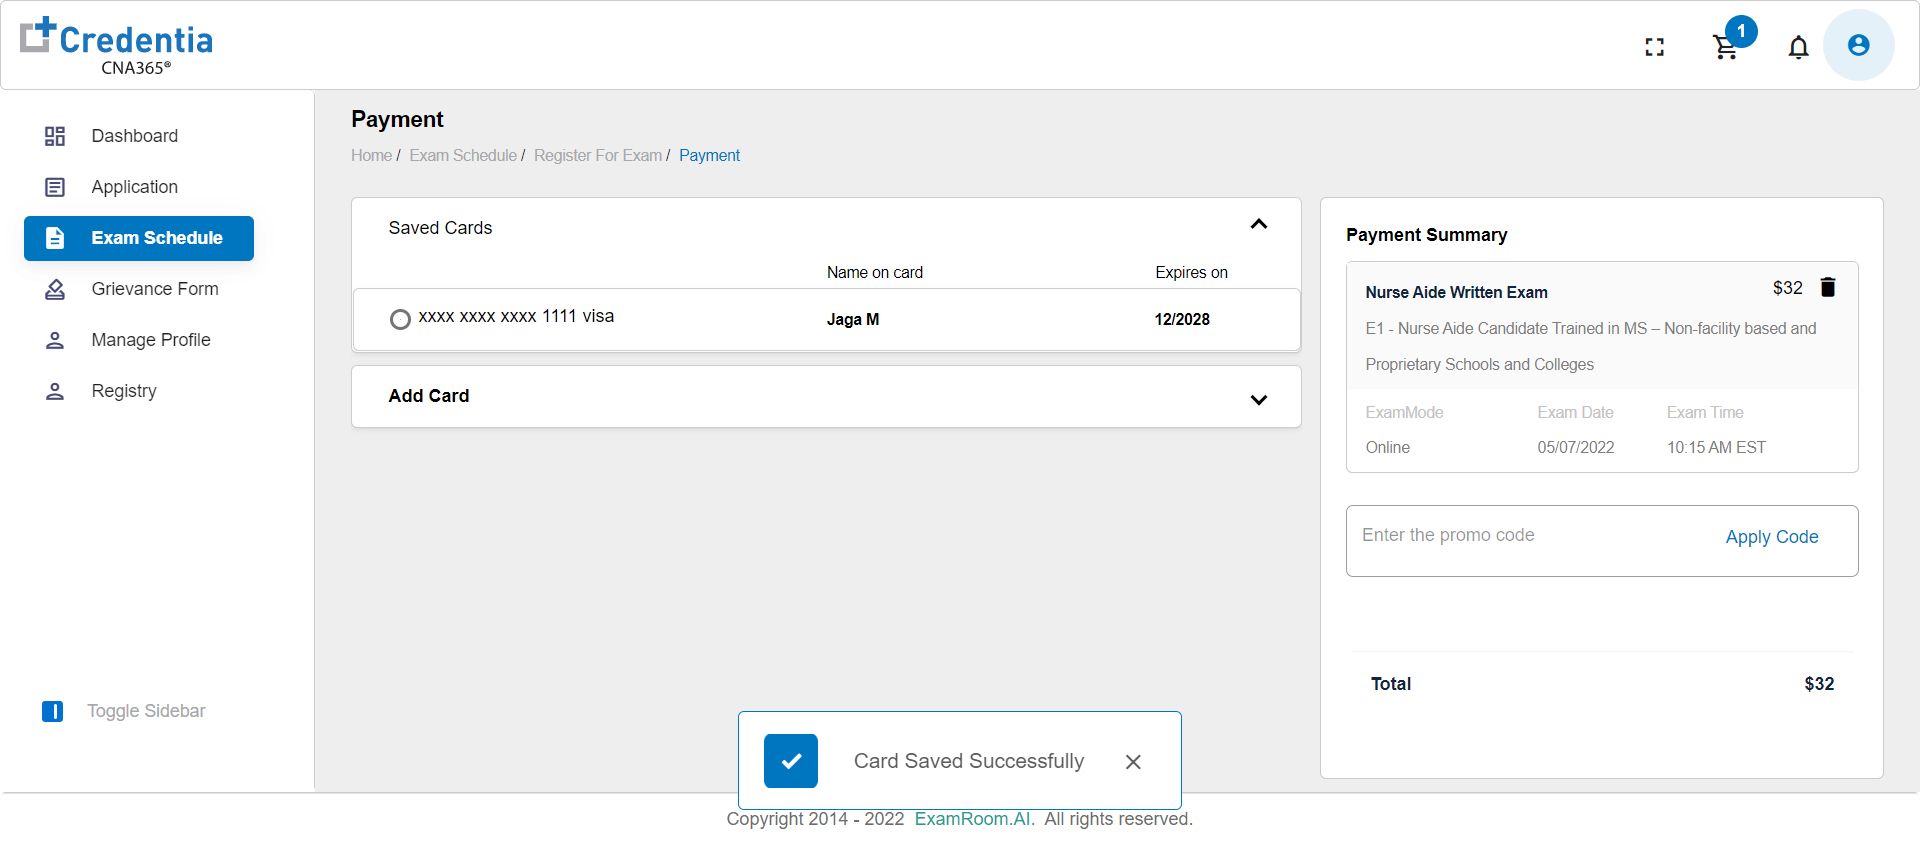 Credentia
CNA365®
1
Dashboard
Application
Exam Schedule
Grievance Form
Manage Profile
Registry
Toggle Sidebar
Payment
Home / Exam Schedule / Register For Exam / Payment
Saved Cards
Name on card Expires on
xxxx xxxx xxxx 1111 visa Jaga M 12/2028
Add Card
Payment Summary
Nurse Aide Written Exam $32
E1 - Nurse Aide Candidate Trained in MS – Non-facility based and
Proprietary Schools and Colleges
ExamMode Exam Date Exam Time
Online 05/07/2022 10:15 AM EST
Enter the promo code Apply Code
Total $32
Card Saved Successfully
Copyright 2014 - 2022 ExamRoom.AI. All rights reserved.